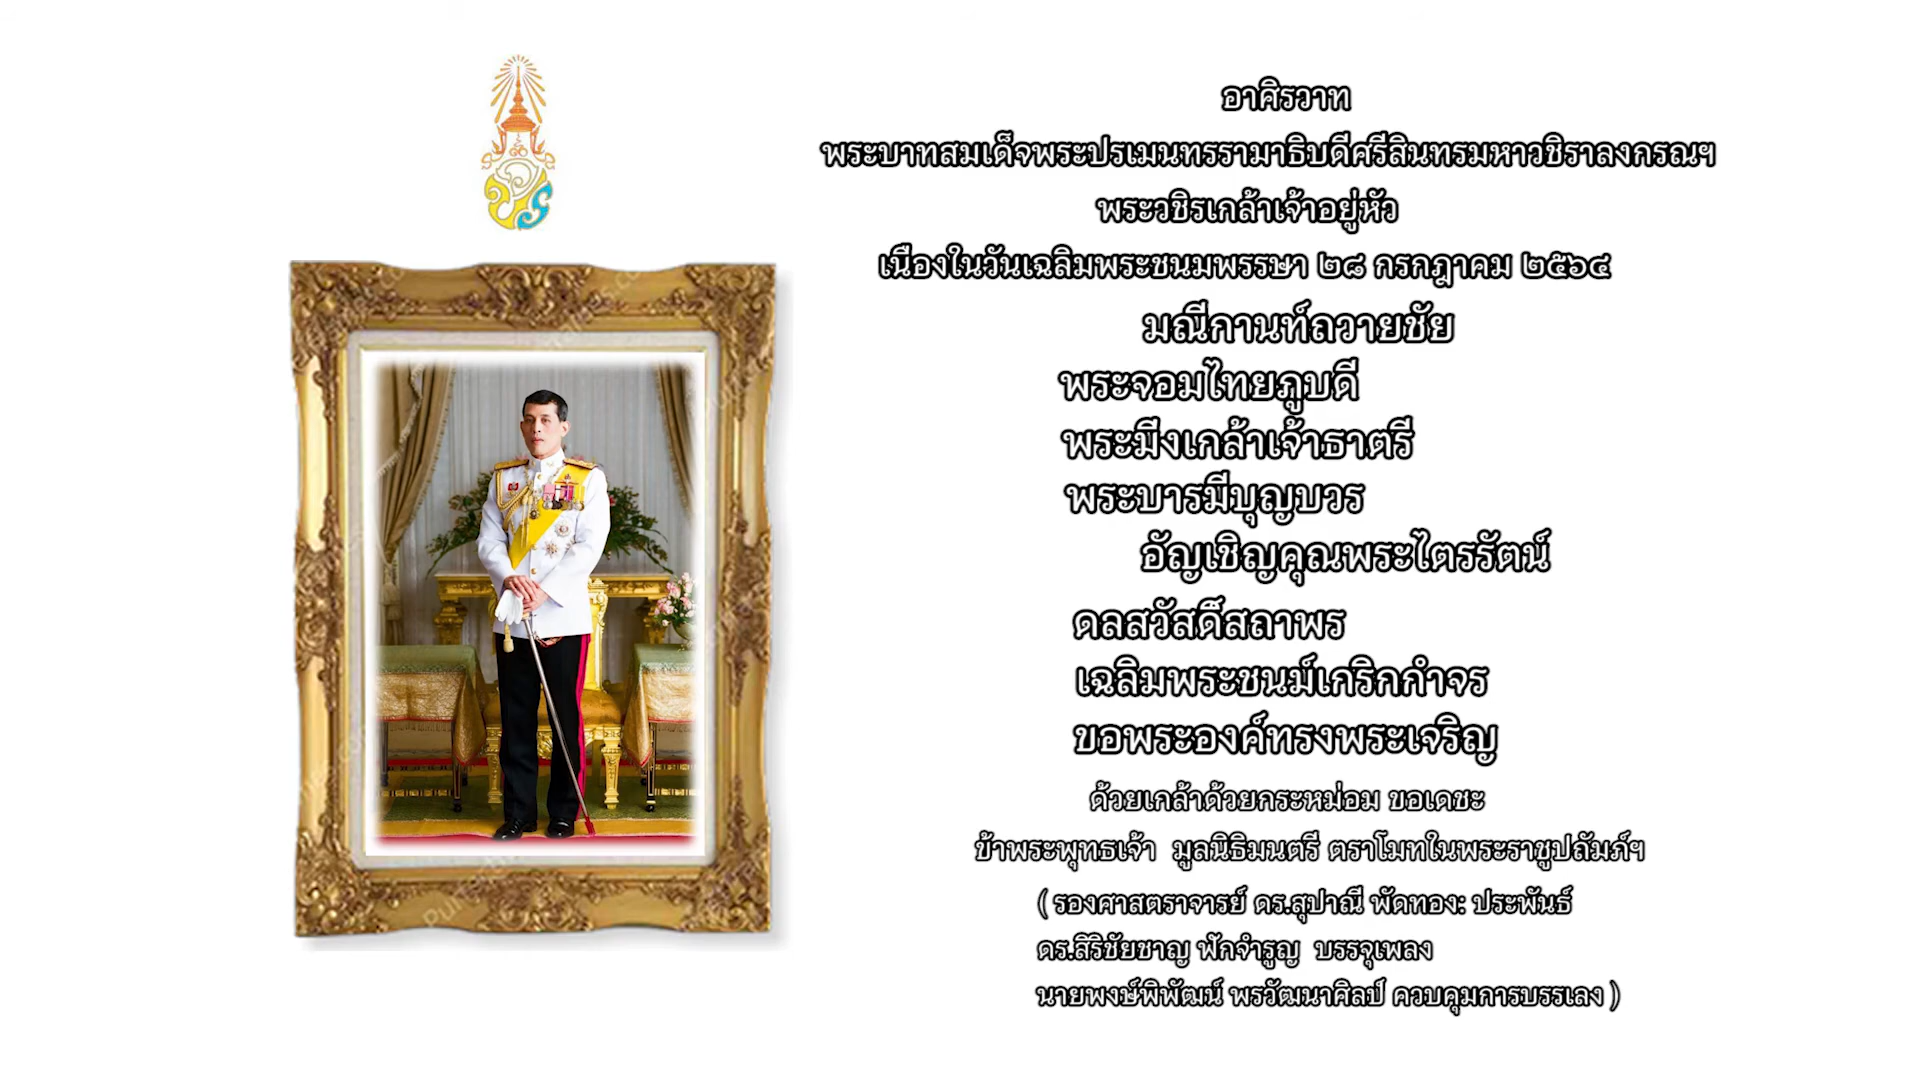 อาศิรวาท
พระบาทสมเด็จพระปรเมนทรรามาธิบดีศรีสินทรมหาวชิราลงกรณฯ
พระวชิรเกล้าเจ้าอยู่หัว
เนื่องในวันเฉลิมพระชนมพรรษา ๒๘ กรกฎาคม ๒๕๖๔
มณีกานท์ถวายชัย
พระจอมไทยภูบดี
พระมิ่งเกล้าเจ้าธาตรี
พระบารมีบุญบวร
อัญเชิญคุณพระไตรรัตน์
ดลสวัสดิ์สถาพร
เฉลิมพระชนม์เกริกกำจร
ขอพระองค์ทรงพระเจริญ
ด้วยเกล้าด้วยกระหม่อม ขอเดชะ
ข้าพระพุทธเจ้า มูลนิธิมนตรี ตราโมทในพระราชูปถัมภ์ฯ
( รองศาสตราจารย์ ดร.สุปาณี พัดทอง: ประพันธ์
ดร.สิริชัยชาญ ฟักจำรูญ บรรจุเพลง
นายพงษ์พิพัฒน์ พรวัฒนาศิลป์ ควบคุมการบรรเลง )